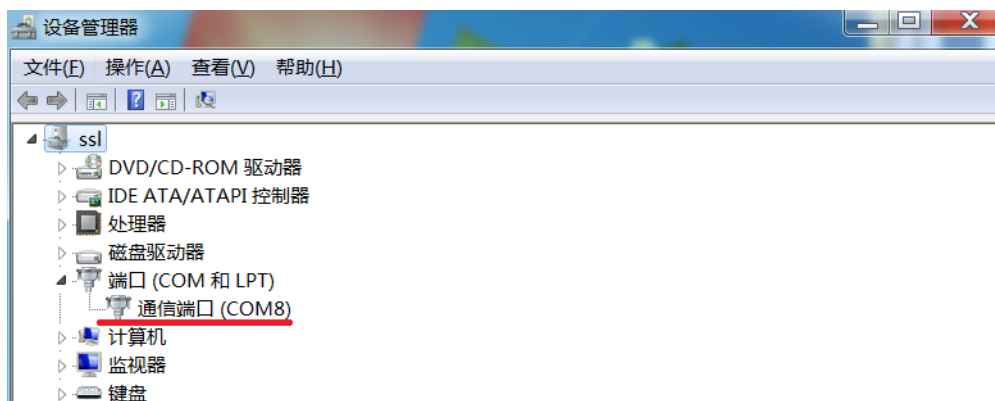 设备管理器
文件(F) 操作(A) 查看(V) 帮助(H)
ssl
DVD/CD-ROM 驱动器
IDE ATA/ATAPI 控制器
处理器
磁盘驱动器
端口 (COM 和 LPT)
通信端口 (COM8)
计算机
监视器
键盘